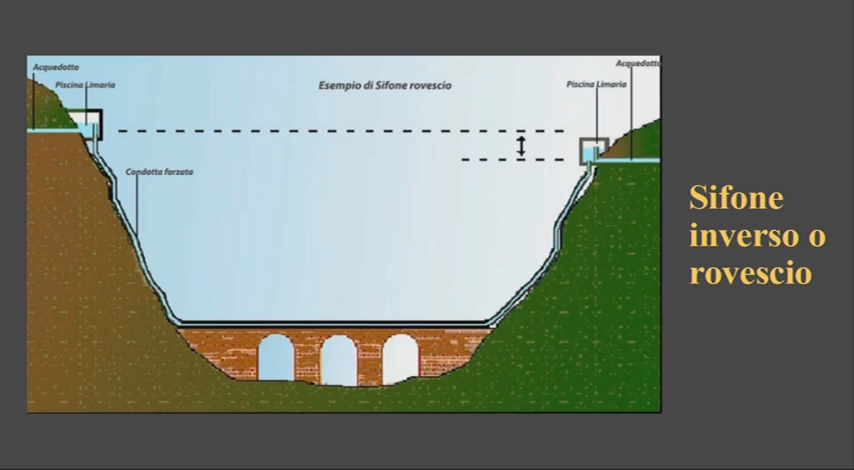 Acquedotto
Piscina Limaria
Esempio di Sifone rovescio
Acquedotto
Piscina Limaria
Condotta forzata
Sifone
inverso o
rovescio